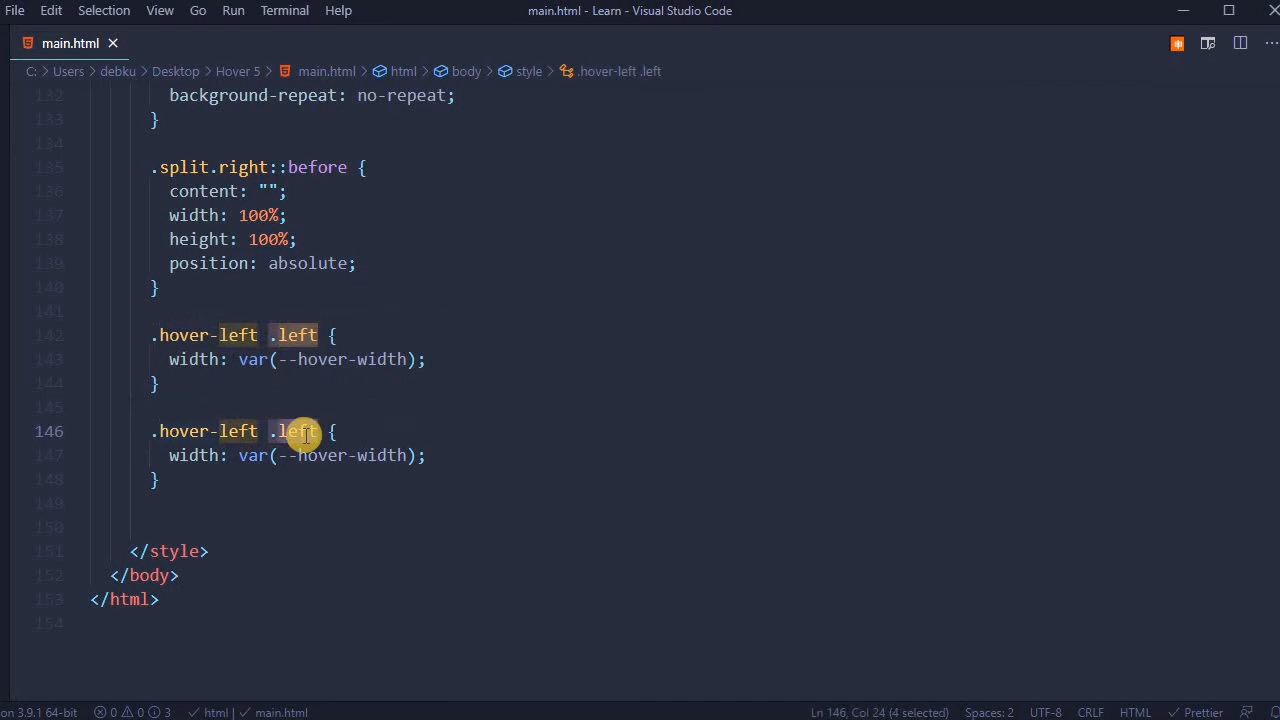 File Edit Selection View Go Run Terminal Help main.html - Learn - Visual Studio Code
main.html
C: Users debku Desktop Hover 5 main.html html body style .hover-left .left
132 background-repeat: no-repeat;
133 }
134
135 .split.right::before {
136 content: "";
137 width: 100%;
138 height: 100%;
139 position: absolute;
140 }
141
142 .hover-left .left {
143 width: var(--hover-width);
144 }
145
146 .hover-left .left {
147 width: var(--hover-width);
148 }
149
150
151 </style>
152 </body>
153 </html>
154
on 3.9.1 64-bit 0 0 3 html | main.html Ln 146, Col 24 (4 selected) Spaces: 2 UTF-8 CRLF HTML Prettier